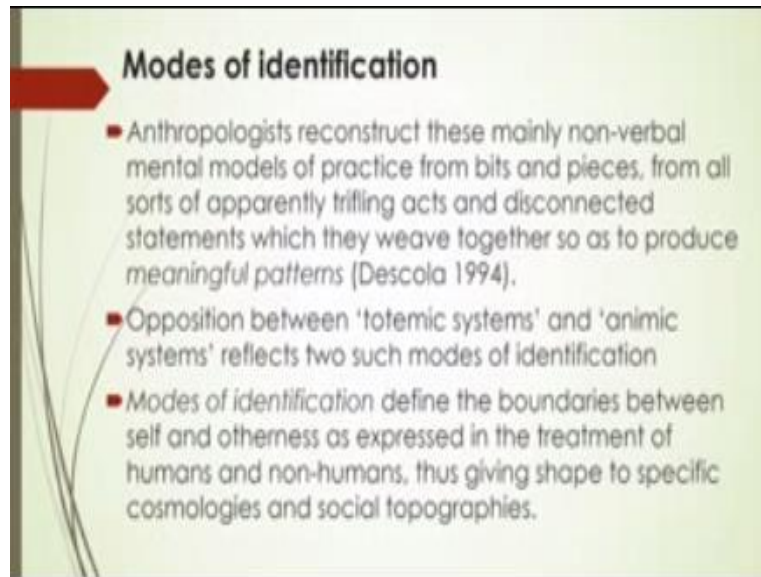 Modes of identification
Anthropologists reconstruct these mainly non-verbal
mental models of practice from bits and pieces, from all
sorts of apparently trifling acts and disconnected
statements which they weave together so as to produce
meaningful patterns (Descola 1994).
Opposition between ‘totemic systems’ and ‘animic
systems’ reflects two such modes of identification
Modes of identification define the boundaries between
self and otherness as expressed in the treatment of
humans and non-humans, thus giving shape to specific
cosmologies and social topographies.